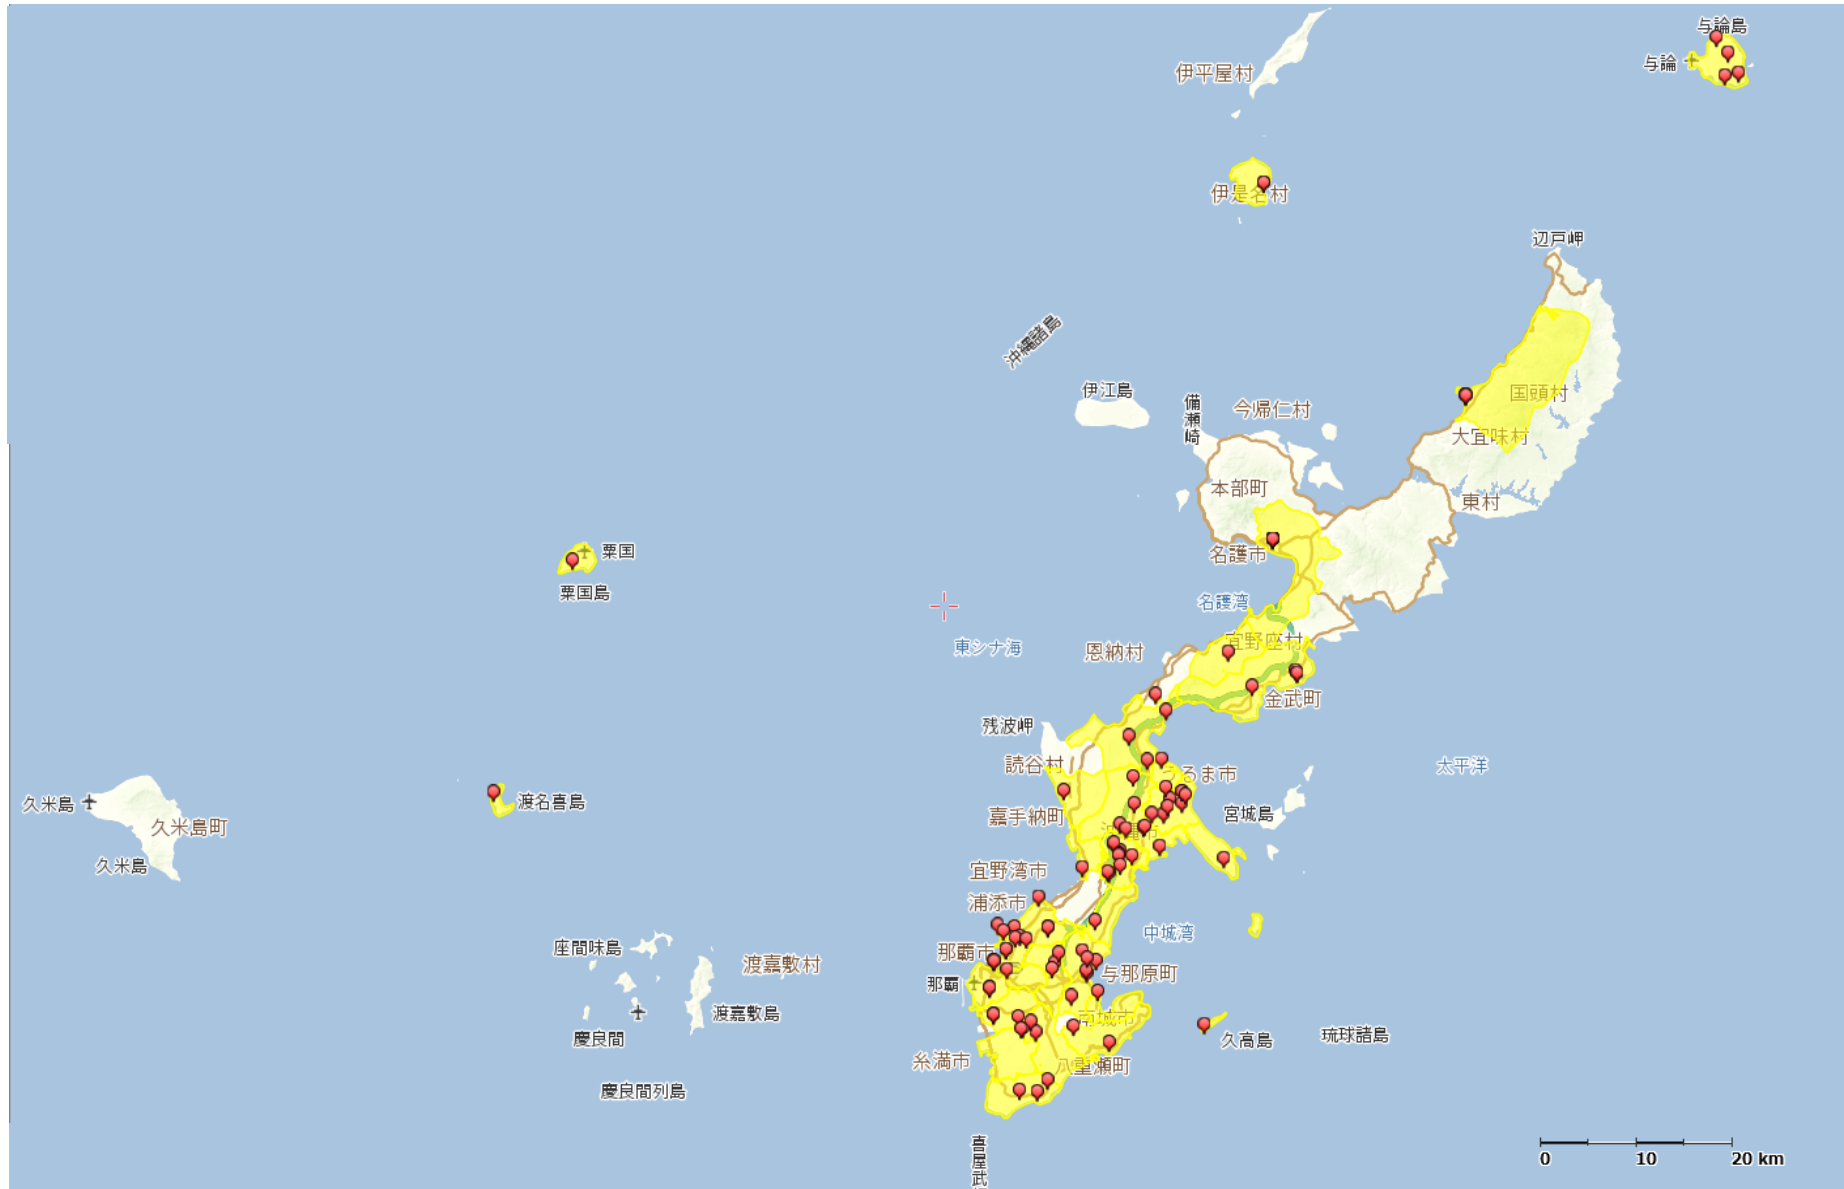 与論島
与論
伊平屋村
伊是名村
辺戸岬
沖縄諸島
伊江島
備瀬崎
今帰仁村
国頭村
大宜味村
本部町
東村
名護市
粟国
粟国島
名護湾
宜野座村
東シナ海
恩納村
金武町
残波岬
読谷村
うるま市
太平洋
久米島
渡名喜島
久米島町
嘉手納町
宮城島
久米島
宜野湾市
浦添市
中城湾
座間味島
那覇市
渡嘉敷村
与那原町
那覇
渡嘉敷島
南城市
慶良間
久高島
琉球諸島
糸満市
八重瀬町
慶良間列島
喜屋武
0 10 20 km